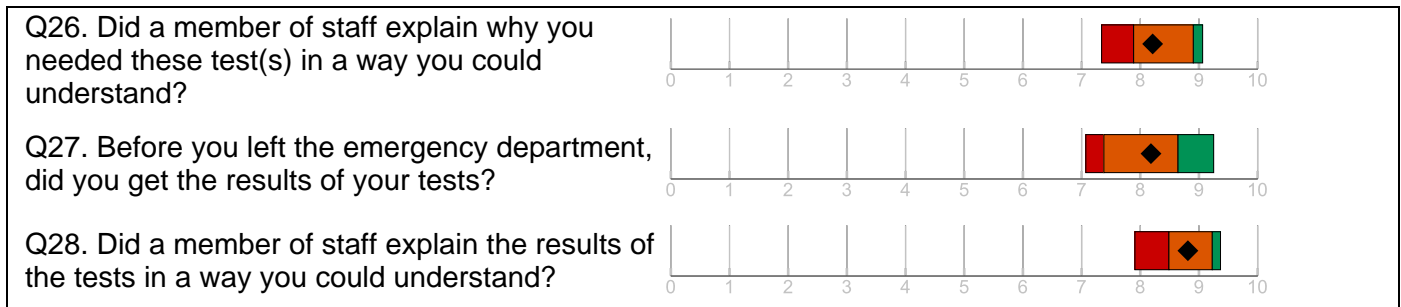 Q26. Did a member of staff explain why you
needed these test(s) in a way you could
understand?
0 1 2 3 4 5 6 7 8 9 10
Q27. Before you left the emergency department,
did you get the results of your tests?
0 1 2 3 4 5 6 7 8 9 10
Q28. Did a member of staff explain the results of
the tests in a way you could understand?
0 1 2 3 4 5 6 7 8 9 10